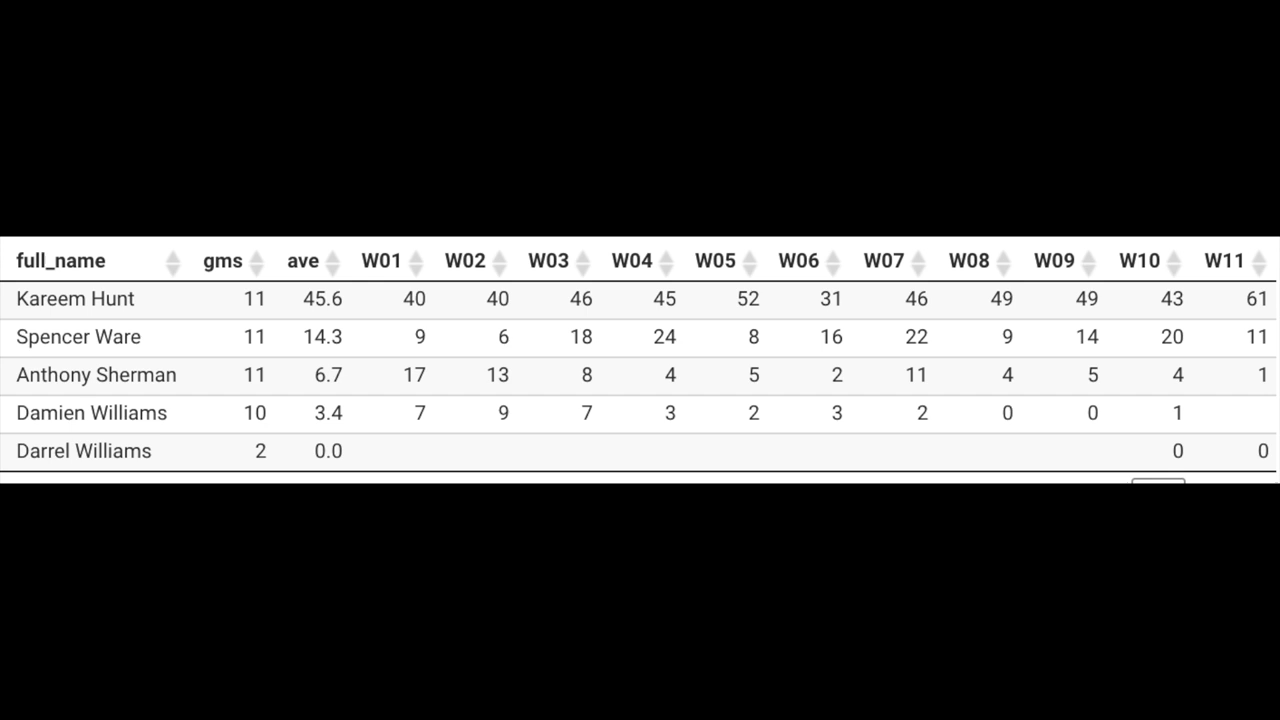 full_name gms ave W01 W02 W03 W04 W05 W06 W07 W08 W09 W10 W11
Kareem Hunt 11 45.6 40 40 46 45 52 31 46 49 49 43 61
Spencer Ware 11 14.3 9 6 18 24 8 16 22 9 14 20 11
Anthony Sherman 11 6.7 17 13 8 4 5 2 11 4 5 4 1
Damien Williams 10 3.4 7 9 7 3 2 3 2 0 0 1
Darrel Williams 2 0.0 0 0